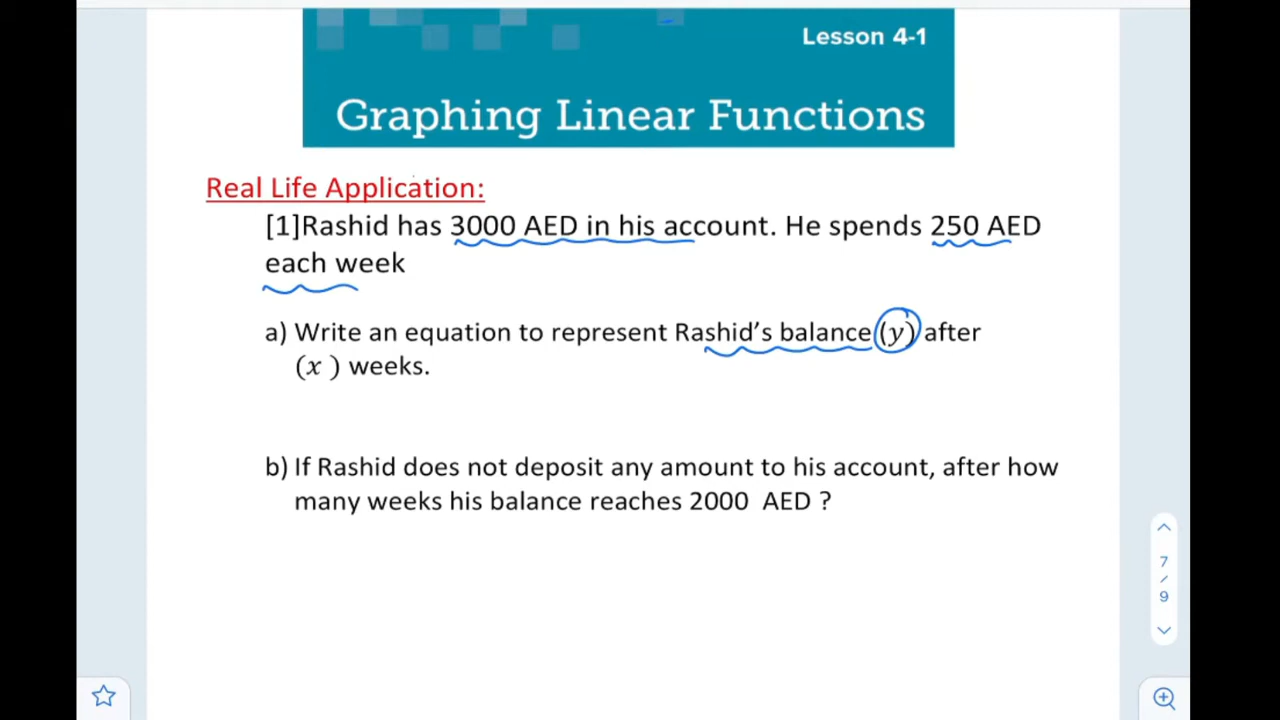 Lesson 4-1
Graphing Linear Functions
Real Life Application:
[1]Rashid has 3000 AED in his account. He spends 250 AED
each week
a) Write an equation to represent Rashid’s balance (y) after
(x ) weeks.
b) If Rashid does not deposit any amount to his account, after how
many weeks his balance reaches 2000 AED ?
7
/
9